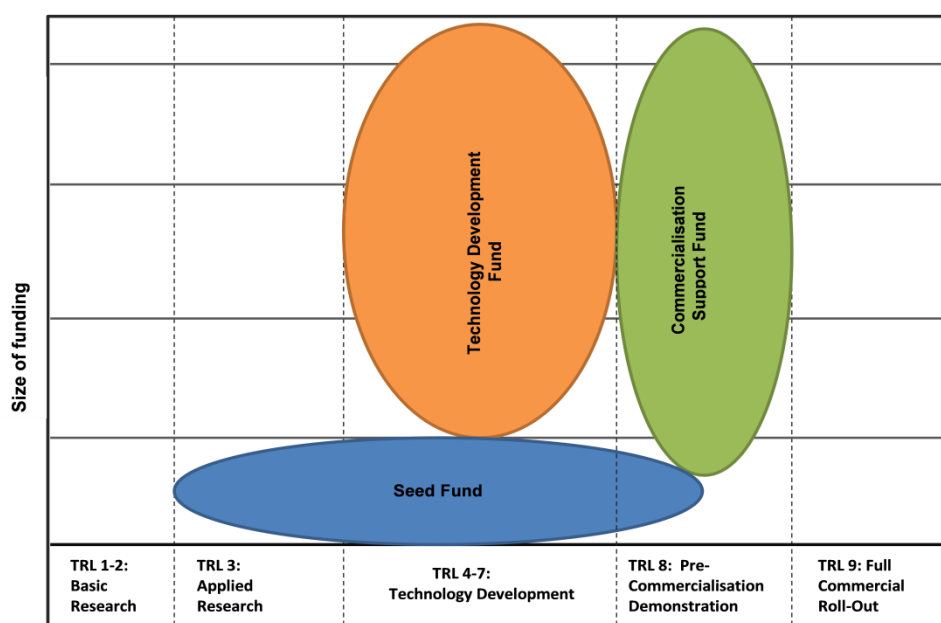 Size of funding
Technology Development
Fund
Commercialisation
Support Fund
Seed Fund
TRL 1-2:
Basic
Research
TRL 3:
Applied
Research
TRL 4-7:
Technology Development
TRL 8:  Pre-
Commercialisation
Demonstration
TRL 9: Full
Commercial
Roll-Out